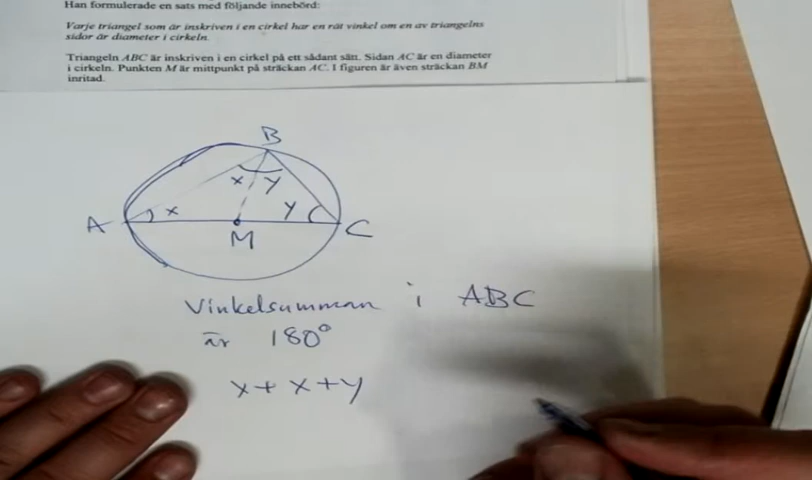 Han formulerade en sats med följande innebörd:
Varje triangel som är inskriven i en cirkel har en rät vinkel om en av triangelns
sidor är diameter i cirkeln.
Triangeln ABC är inskriven i en cirkel på ett sådant sätt. Sidan AC är en diameter
i cirkeln. Punkten M är mittpunkt på sträckan AC. I figuren är även sträckan BM
inritad.
B
x y
A x y C
M
Vinkelsumman i ABC
är 180°
x+x+y